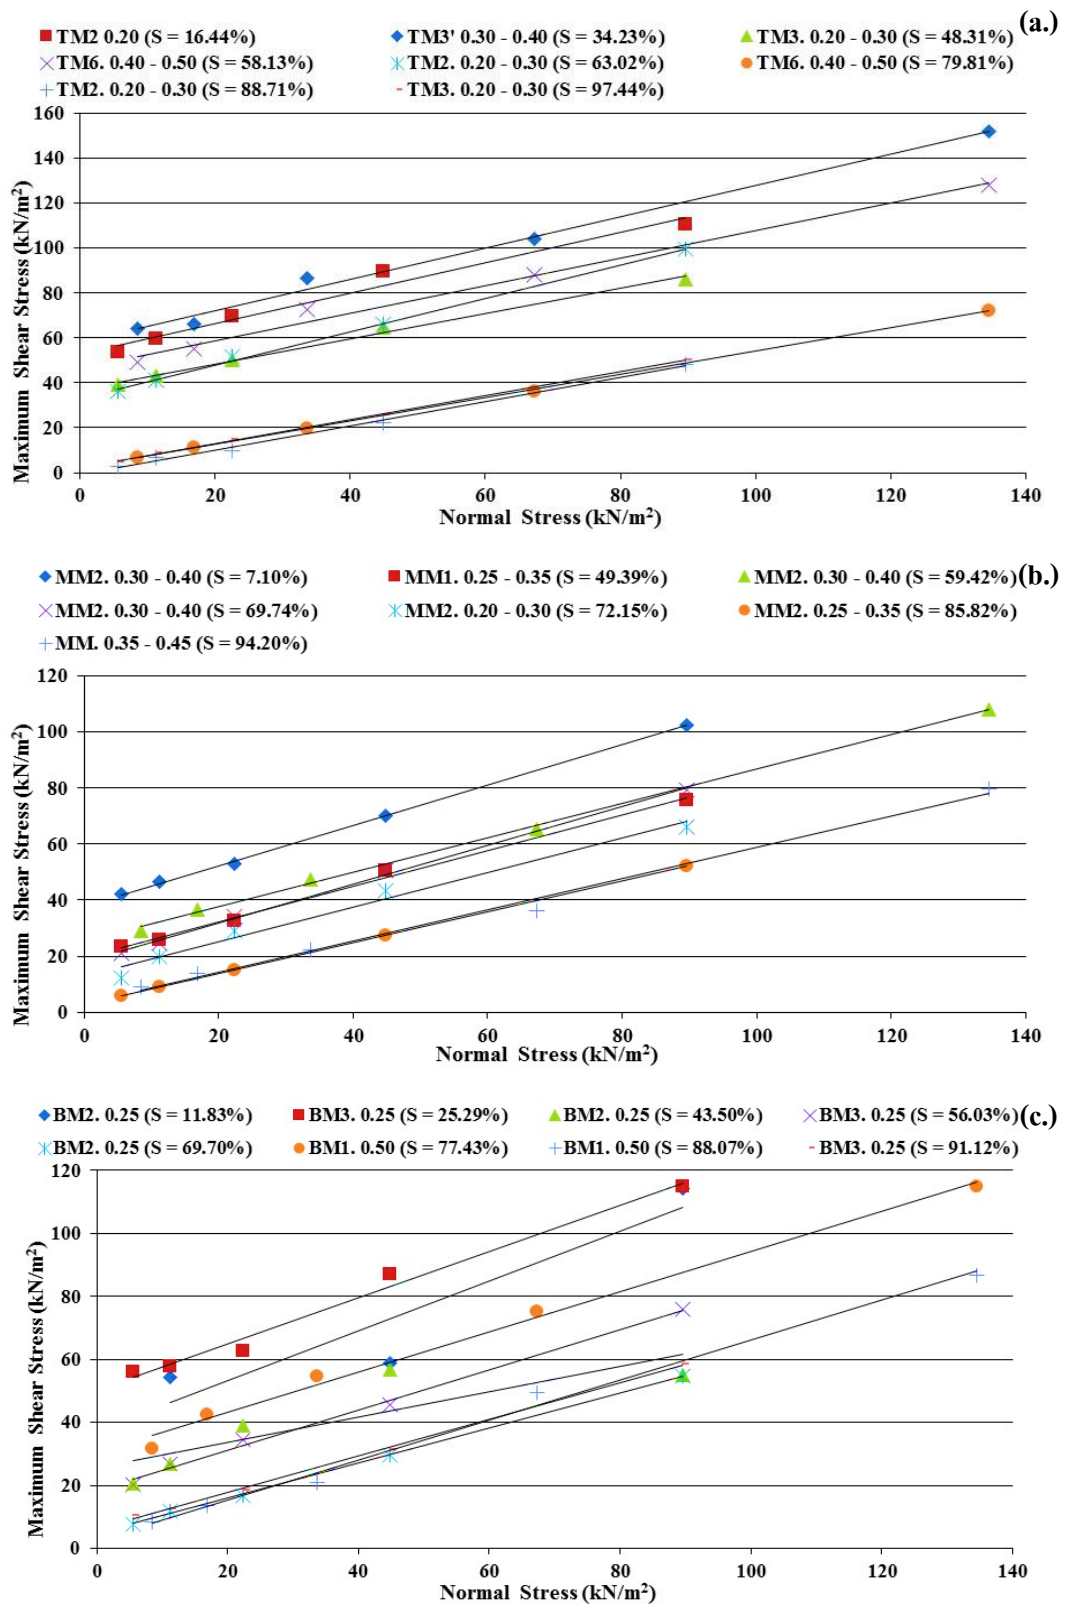 (a.)
TM2 0.20 (S = 16.44%) TM3' 0.30 - 0.40 (S = 34.23%) TM3. 0.20 - 0.30 (S = 48.31%)
TM6. 0.40 - 0.50 (S = 58.13%) TM2. 0.20 - 0.30 (S = 63.02%) TM6. 0.40 - 0.50 (S = 79.81%)
TM2. 0.20 - 0.30 (S = 88.71%) TM3. 0.20 - 0.30 (S = 97.44%)
Maximum Shear Stress (kN/m²)
160
140
120
100
80
60
40
20
0
0 20 40 60 80 100 120 140
Normal Stress (kN/m²)
MM2. 0.30 - 0.40 (S = 7.10%) MM1. 0.25 - 0.35 (S = 49.39%) MM2. 0.30 - 0.40 (S = 59.42%) (b.)
MM2. 0.30 - 0.40 (S = 69.74%) MM2. 0.20 - 0.30 (S = 72.15%) MM2. 0.25 - 0.35 (S = 85.82%)
MM. 0.35 - 0.45 (S = 94.20%)
Maximum Shear Stress (kN/m²)
120
100
80
60
40
20
0
0 20 40 60 80 100 120 140
Normal Stress (kN/m²)
BM2. 0.25 (S = 11.83%) BM3. 0.25 (S = 25.29%) BM2. 0.25 (S = 43.50%) BM3. 0.25 (S = 56.03%) (c.)
BM2. 0.25 (S = 69.70%) BM1. 0.50 (S = 77.43%) BM1. 0.50 (S = 88.07%) BM3. 0.25 (S = 91.12%)
Maximum Shear Stress (kN/m²)
120
100
80
60
40
20
0
0 20 40 60 80 100 120 140
Normal Stress (kN/m²)